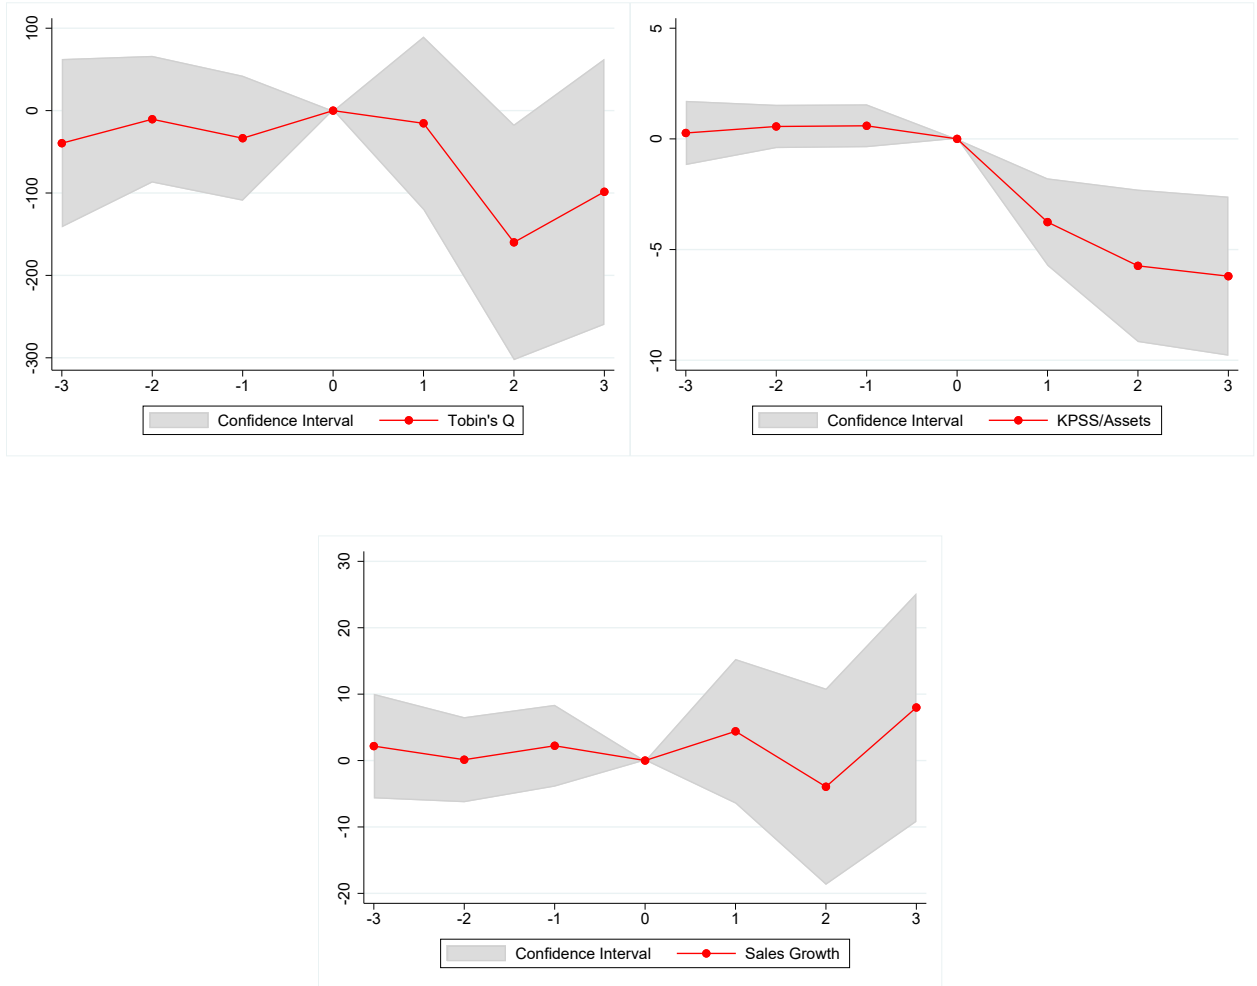 100
0
-100
-200
-300
-3 -2 -1 0 1 2 3
Confidence Interval Tobin's Q
5
0
-5
-10
-3 -2 -1 0 1 2 3
Confidence Interval KPSS/Assets
30
20
10
0
-10
-20
-3 -2 -1 0 1 2 3
Confidence Interval Sales Growth